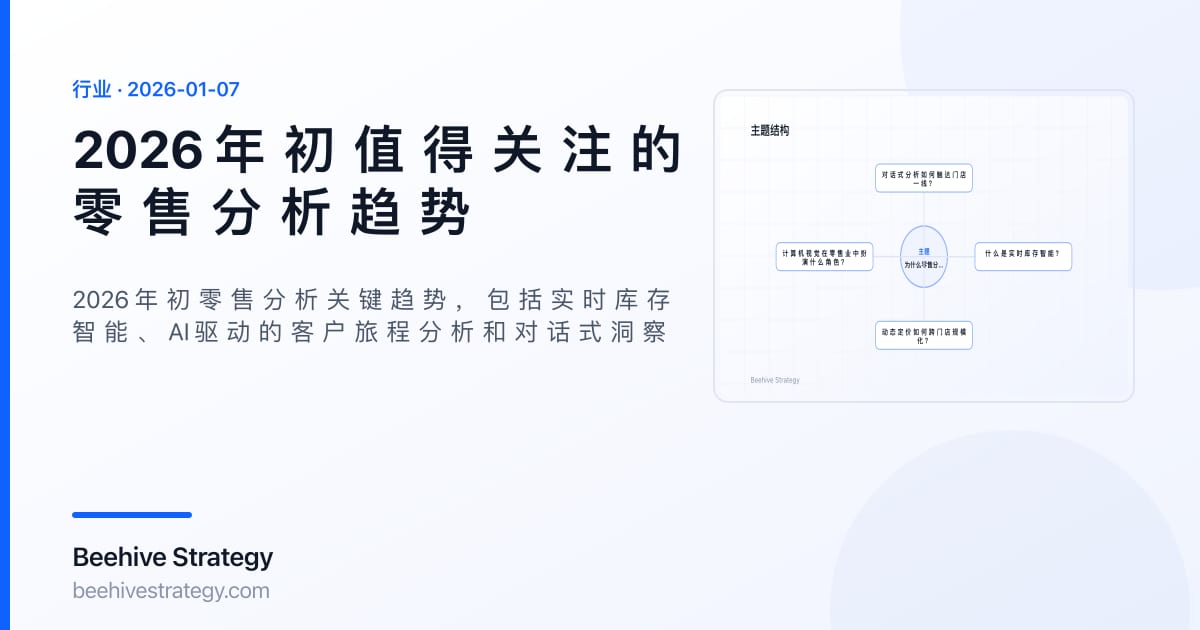 行业 · 2026-01-07
2026年初值得关注的
零售分析趋势
2026年初零售分析关键趋势，包括实时库存
智能、AI驱动的客户旅程分析和对话式洞察
主题结构
对话式分析如何触达门店
一线？
计算机视觉在零售业中扮
演什么角色？
主题
为什么零售分...
什么是实时库存智能？
动态定价如何跨门店规模
化？
Beehive Strategy
Beehive Strategy
beehivestrategy.com